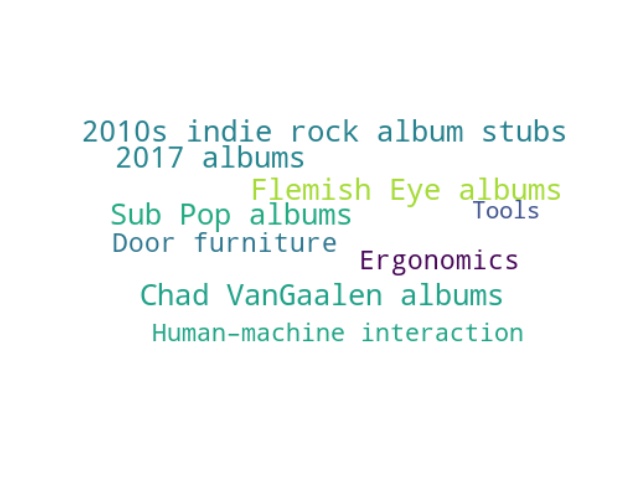 2010s indie rock album stubs
2017 albums
Flemish Eye albums
Sub Pop albums
Tools
Door furniture
Ergonomics
Chad VanGaalen albums
Human–machine interaction